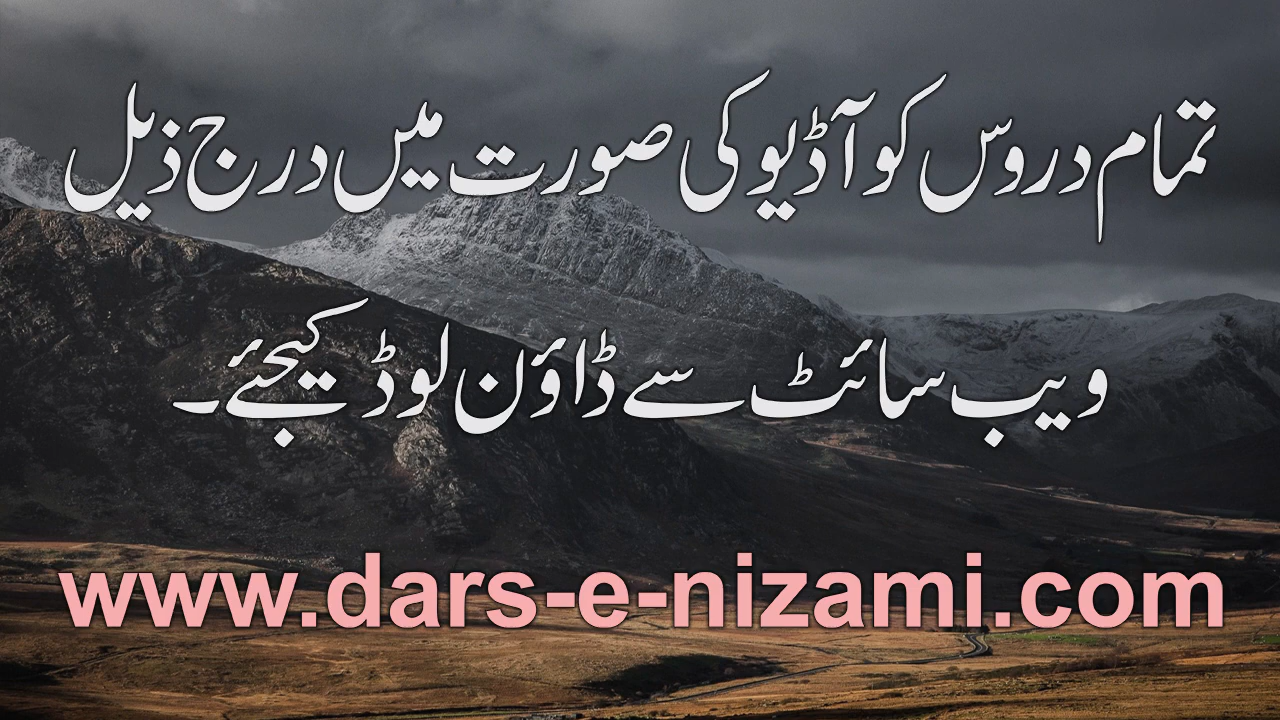 تمام دروس کو آڈیو کی صورت میں درج ذیل
ویب سائٹ سے ڈاؤن لوڈ کیجئے۔
www.dars-e-nizami.com